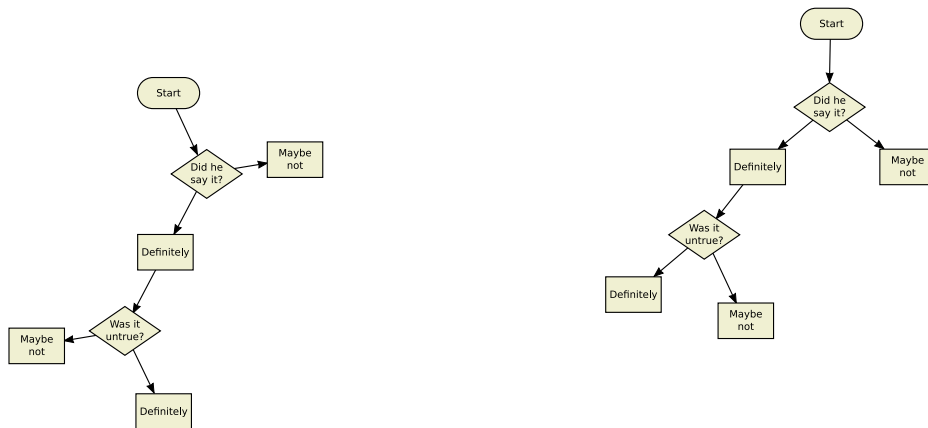 Start
Did he
say it?
Maybe
not
Definitely
Was it
untrue?
Maybe
not
Definitely
Start
Did he
say it?
Definitely
Maybe
not
Was it
untrue?
Definitely
Maybe
not